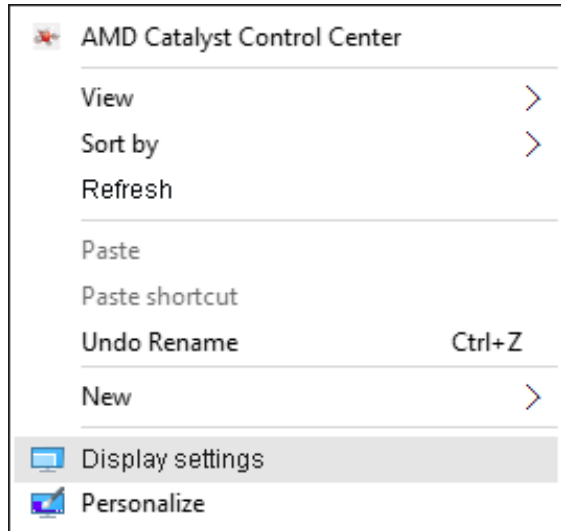 AMD Catalyst Control Center
View
Sort by
Refresh
Paste
Paste shortcut
Undo Rename Ctrl+Z
New
Display settings
Personalize